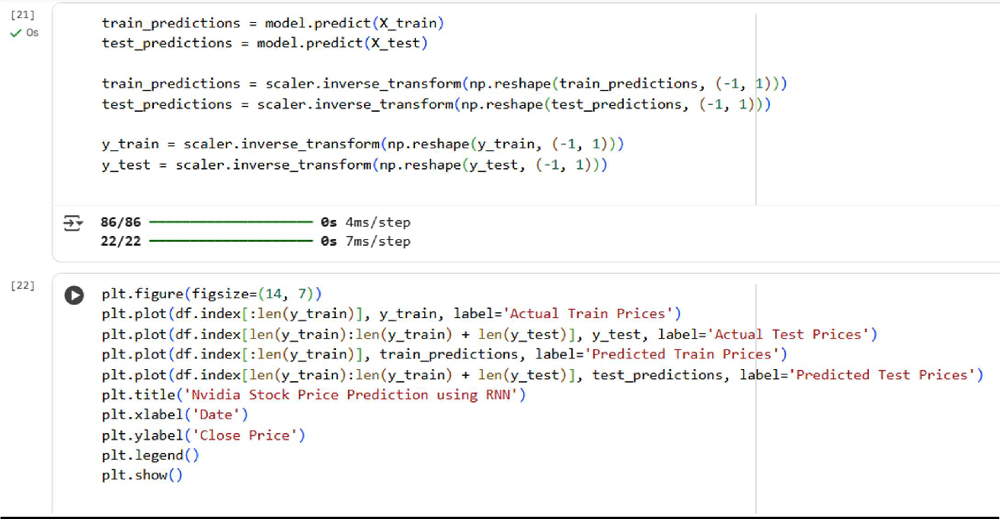 [21]
0s
train_predictions = model.predict(X_train)
test_predictions = model.predict(X_test)
train_predictions = scaler.inverse_transform(np.reshape(train_predictions, (-1, 1)))
test_predictions = scaler.inverse_transform(np.reshape(test_predictions, (-1, 1)))
y_train = scaler.inverse_transform(np.reshape(y_train, (-1, 1)))
y_test = scaler.inverse_transform(np.reshape(y_test, (-1, 1)))
86/86 0s 4ms/step
22/22 0s 7ms/step
[22]
plt.figure(figsize=(14, 7))
plt.plot(df.index[:len(y_train)], y_train, label='Actual Train Prices')
plt.plot(df.index[len(y_train):len(y_train) + len(y_test)], y_test, label='Actual Test Prices')
plt.plot(df.index[:len(y_train)], train_predictions, label='Predicted Train Prices')
plt.plot(df.index[len(y_train):len(y_train) + len(y_test)], test_predictions, label='Predicted Test Prices')
plt.title('Nvidia Stock Price Prediction using RNN')
plt.xlabel('Date')
plt.ylabel('Close Price')
plt.legend()
plt.show()